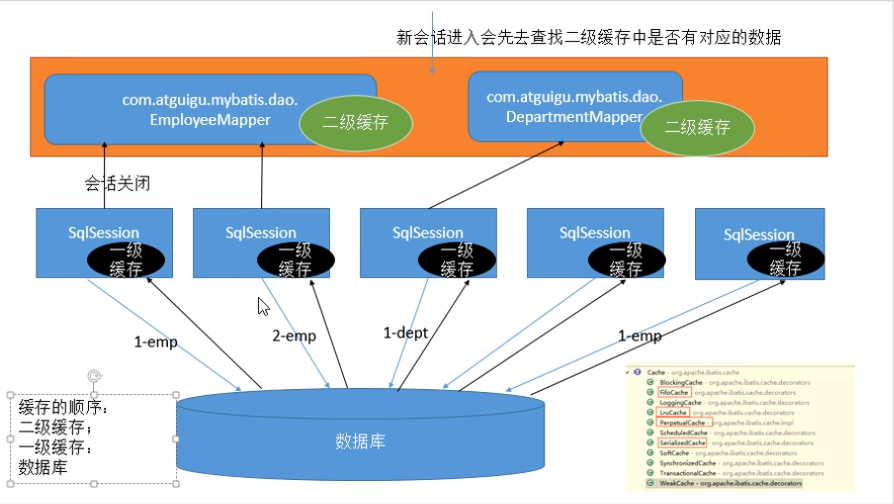 新会话进入会先去查找二级缓存中是否有对应的数据
com.atguigu.mybatis.dao.
EmployeeMapper
二级缓存
com.atguigu.mybatis.dao.
DepartmentMapper
二级缓存
会话关闭
SqlSession
一级
缓存
SqlSession
一级
缓存
SqlSession
一级
缓存
SqlSession
一级
缓存
SqlSession
一级
缓存
1-emp
2-emp
1-dept
1-emp
缓存的顺序：
二级缓存；
一级缓存：
数据库
数据库
Cache - org.apache.ibatis.cache
BlockingCache - org.apache.ibatis.cache.decorators
FifoCache - org.apache.ibatis.cache.decorators
LoggingCache - org.apache.ibatis.cache.decorators
LruCache - org.apache.ibatis.cache.decorators
PerpetualCache - org.apache.ibatis.cache.impl
ScheduledCache - org.apache.ibatis.cache.decorators
SerializedCache - org.apache.ibatis.cache.decorators
SoftCache - org.apache.ibatis.cache.decorators
SynchronizedCache - org.apache.ibatis.cache.decorators
TransactionalCache - org.apache.ibatis.cache.decorators
WeakCache - org.apache.ibatis.cache.decorators